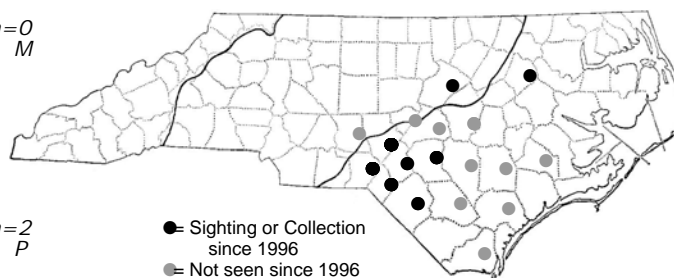 =0
M
=2
P
= Sighting or Collection
since 1996
= Not seen since 1996